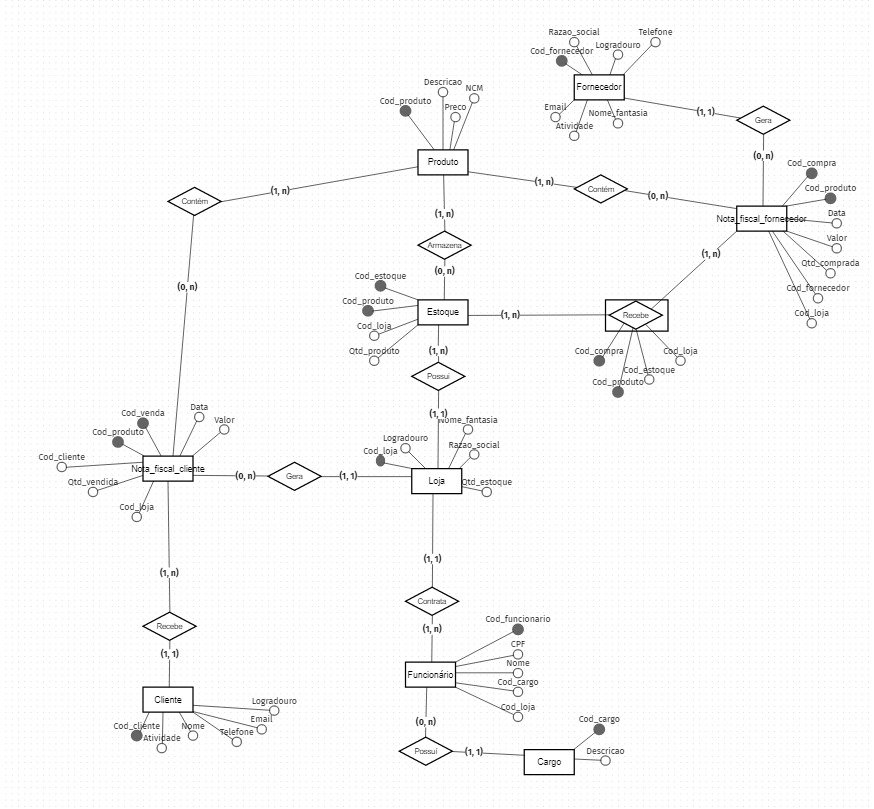 Razao_social
Telefone
Logradouro
Cod_fornecedor
Fornecedor
Email
Nome_fantasia
Atividade
(1, 1)
Gera
(0, n)
Descricao
NCM
Cod_produto
Preco
Produto
Contém
(1, n)
(1, n)
Contém
(0, n)
Cod_compra
Cod_produto
Data
Nota_fiscal_fornecedor
Valor
Qtd_comprada
Cod_fornecedor
Cod_loja
(1, n)
Armazena
(0, n)
(1, n)
(0, n)
Cod_estoque
Cod_produto
Cod_loja
Qtd_produto
Estoque
(1, n)
Recebe
Cod_compra
Cod_loja
Cod_estoque
Cod_produto
(1, n)
Possui
(1, 1)
Nome_fantasia
Logradouro
Razao_social
Cod_loja
Loja
Qtd_estoque
Cod_venda
Data
Valor
Cod_produto
Cod_cliente
Nota_fiscal_cliente
Qtd_vendida
Cod_loja
(0, n)
Gera
(1, 1)
(1, n)
Recebe
(1, 1)
Cliente
Logradouro
Email
Cod_cliente
Nome
Telefone
Atividade
(1, 1)
Contrata
(1, n)
Cod_funcionario
CPF
Nome
Funcionário
Cod_cargo
Cod_loja
(0, n)
Possui
(1, 1)
Cod_cargo
Descricao
Cargo